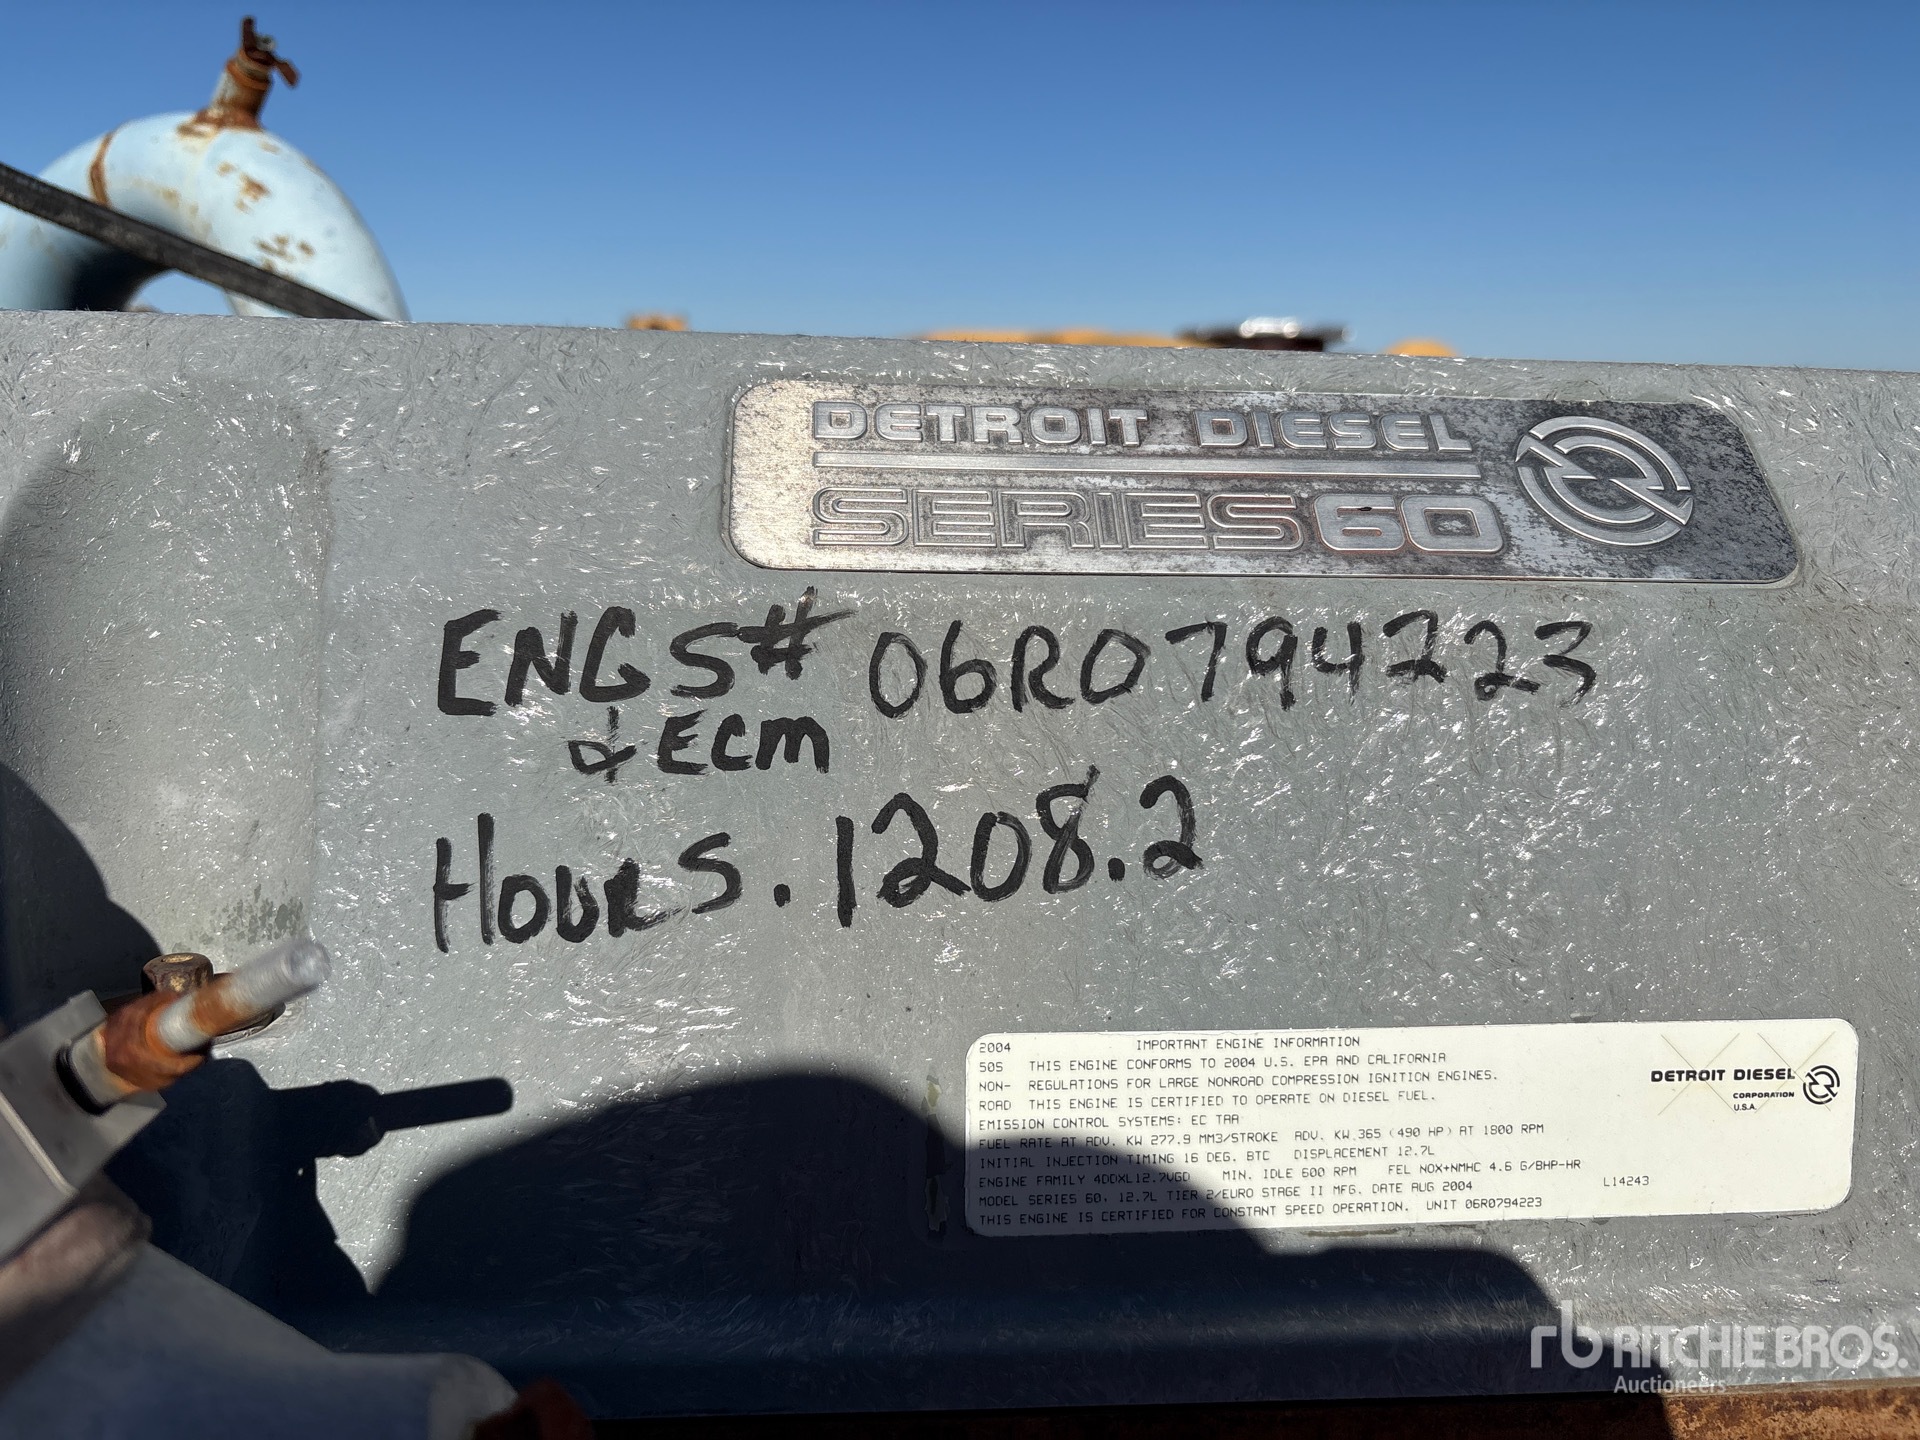 DETROIT DIESEL
SERIES 60
ENG S# 06R0794223
& ECM
HOURS. 1208.2
2004 IMPORTANT ENGINE INFORMATION
50S THIS ENGINE CONFORMS TO 2004 U.S. EPA AND CALIFORNIA
NON- REGULATIONS FOR LARGE NONROAD COMPRESSION IGNITION ENGINES.
ROAD THIS ENGINE IS CERTIFIED TO OPERATE ON DIESEL FUEL.
EMISSION CONTROL SYSTEMS: EC TAA
FUEL RATE AT ADV. KW 277.9 MM3/STROKE ADV. KW.365 (490 HP) AT 1800 RPM
INITIAL INJECTION TIMING 16 DEG. BTC DISPLACEMENT 12.7L
ENGINE FAMILY 4DDXL12.7VGD MIN. IDLE 600 RPM FEL NOX+NMHC 4.6 G/BHP-HR
MODEL SERIES 60, 12.7L TIER 2/EURO STAGE II MFG. DATE AUG 2004
THIS ENGINE IS CERTIFIED FOR CONSTANT SPEED OPERATION. UNIT 06R0794223
L14243
DETROIT DIESEL
CORPORATION
U.S.A.
rb RITCHIE BROS.
Auctioneers